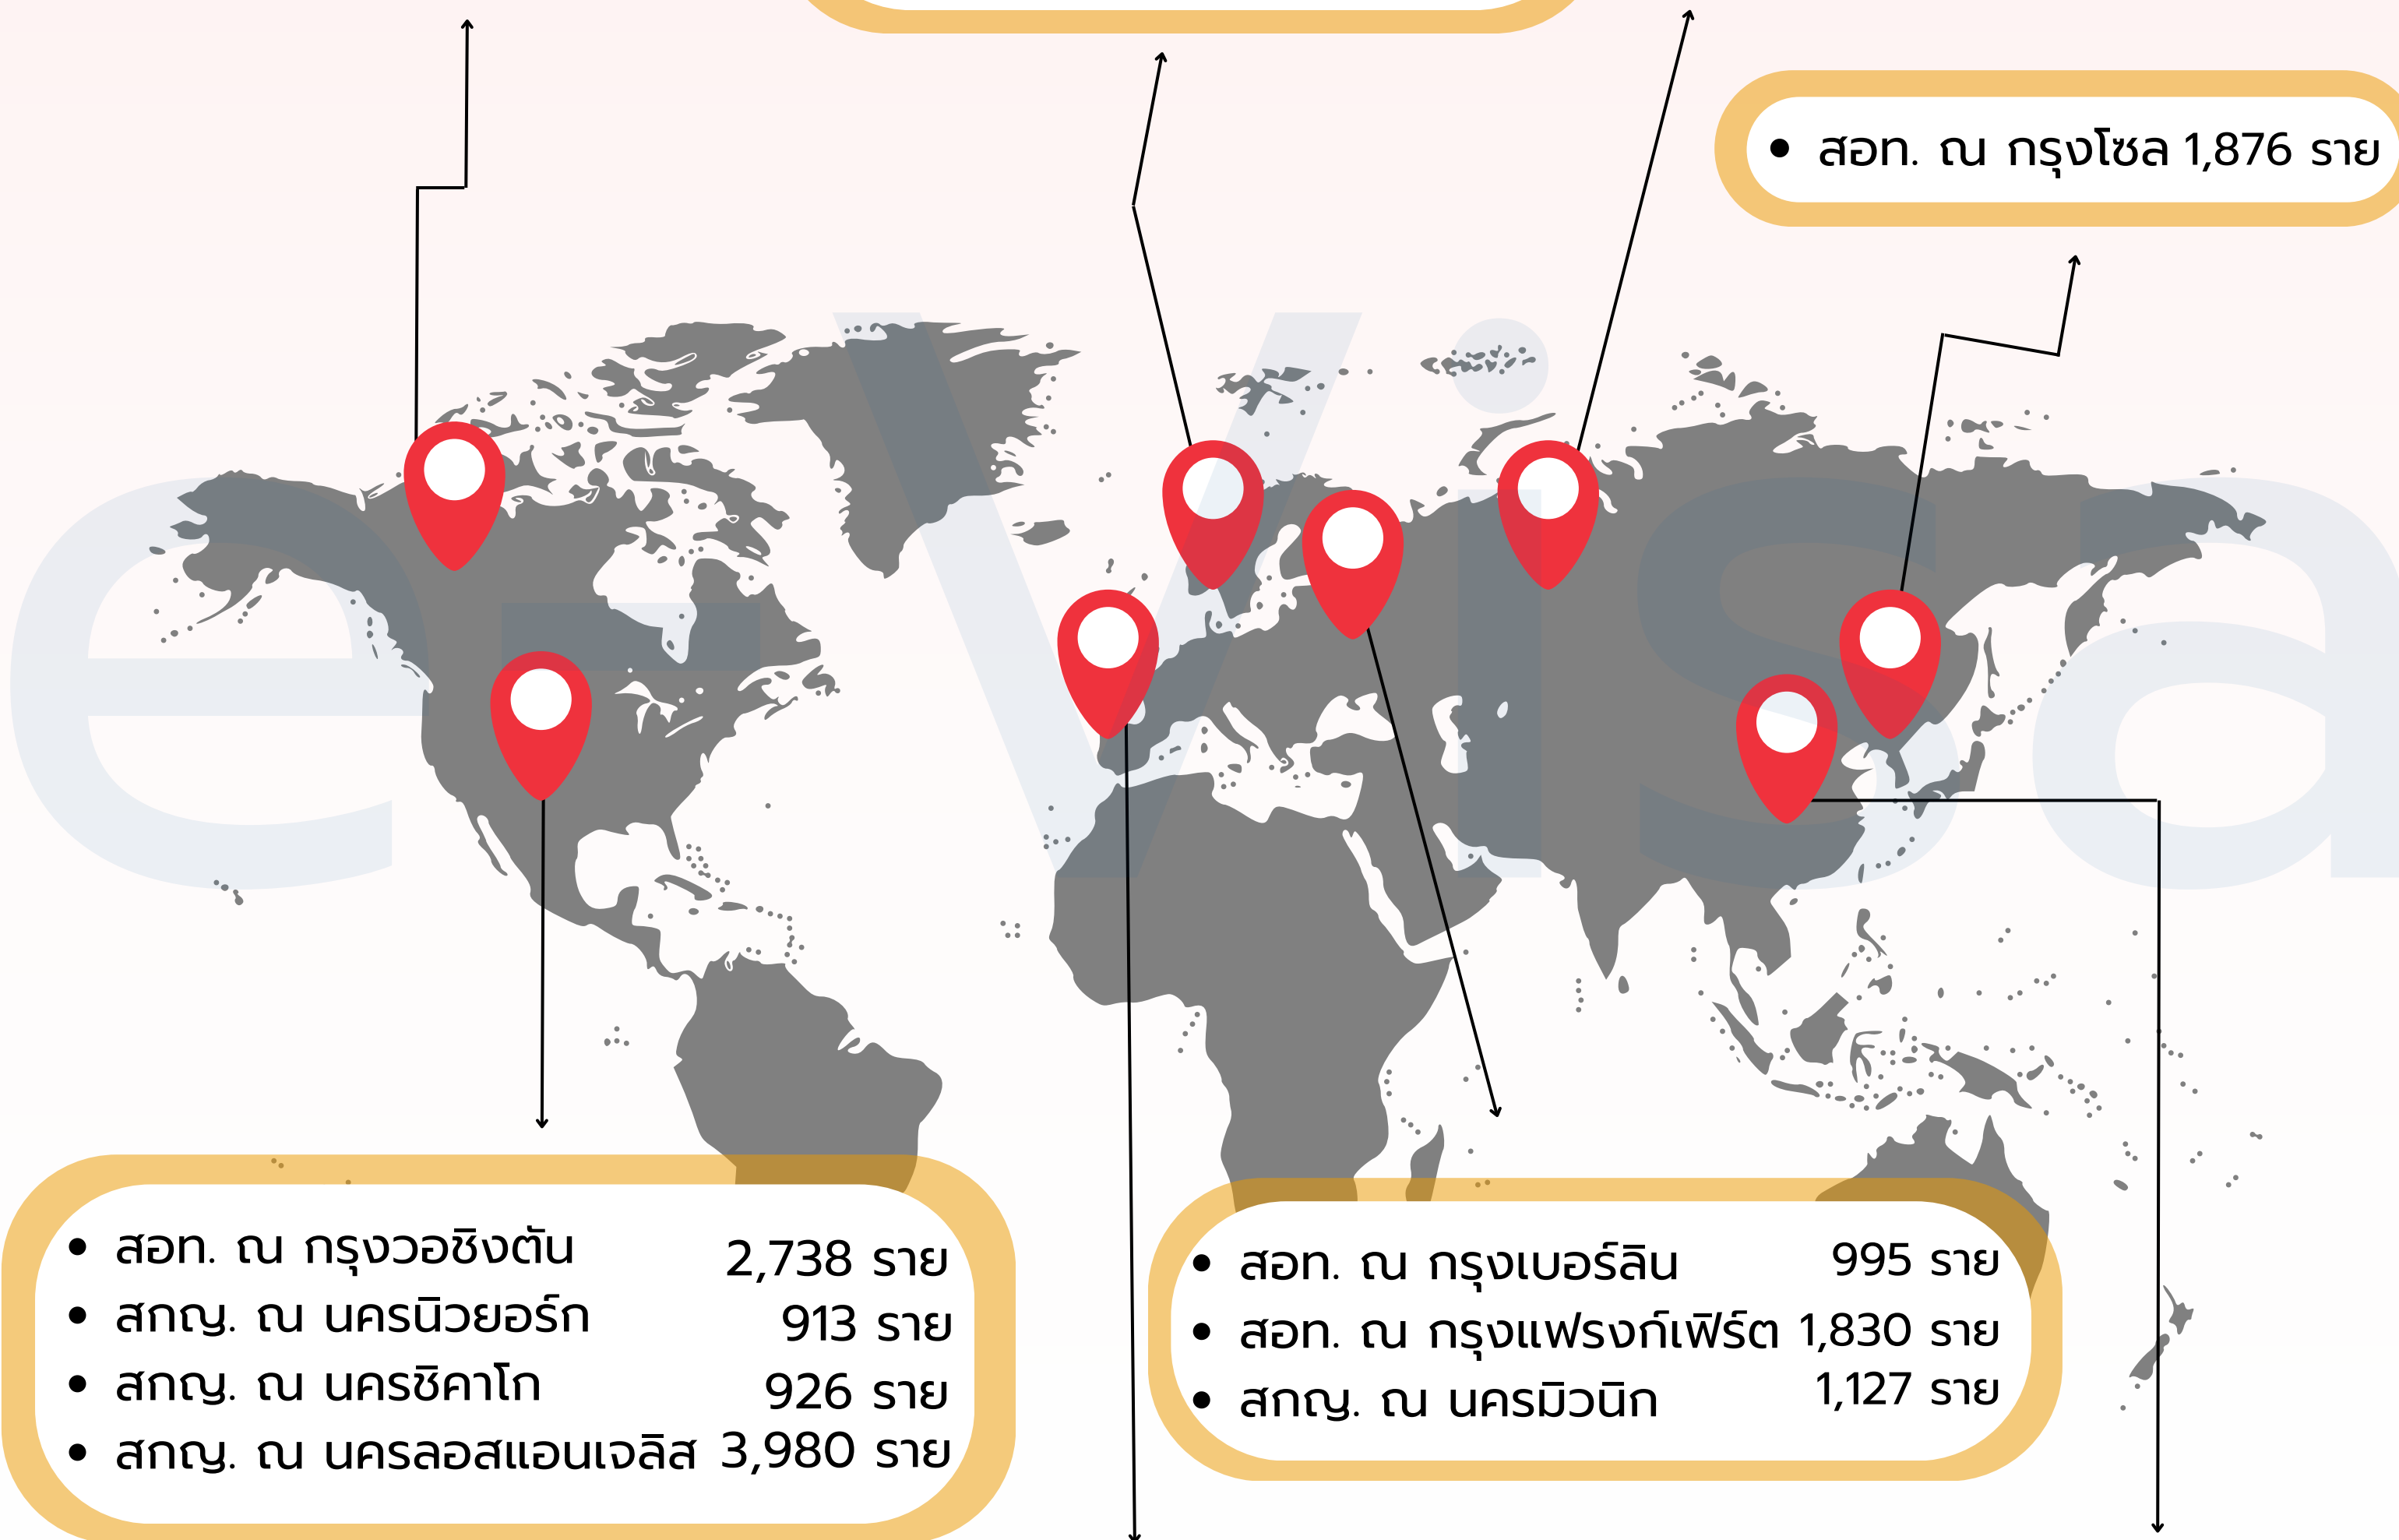 สอท. ณ กรุงโซล 1,876 ราย
e-Visa
สอท. ณ กรุงวอชิงตัน 2,738 ราย
สกญ. ณ นครนิวยอร์ก 913 ราย
สกญ. ณ นครชิคาโก 926 ราย
สกญ. ณ นครลอสแอนเจลิส 3,980 ราย
สอท. ณ กรุงเบอร์ลิน 995 ราย
สอท. ณ กรุงแฟรงก์เฟิร์ต 1,830 ราย
สกญ. ณ นครมิวนิก 1,127 ราย